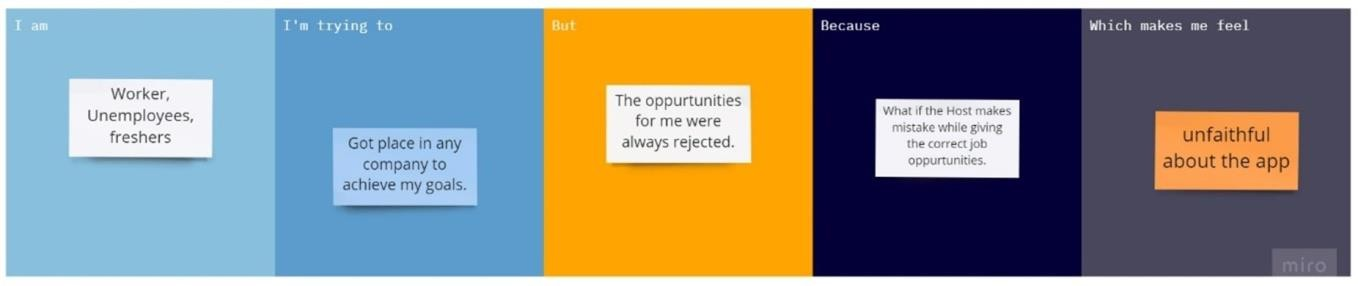 I am
Worker,
Unemployees,
freshers
I'm trying to
Got place in any
company to
achieve my goals.
But
The oppurtunities
for me were
always rejected.
Because
What if the Host makes
mistake while giving
the correct job
oppurtunities.
Which makes me feel
unfaithful
about the app
miro